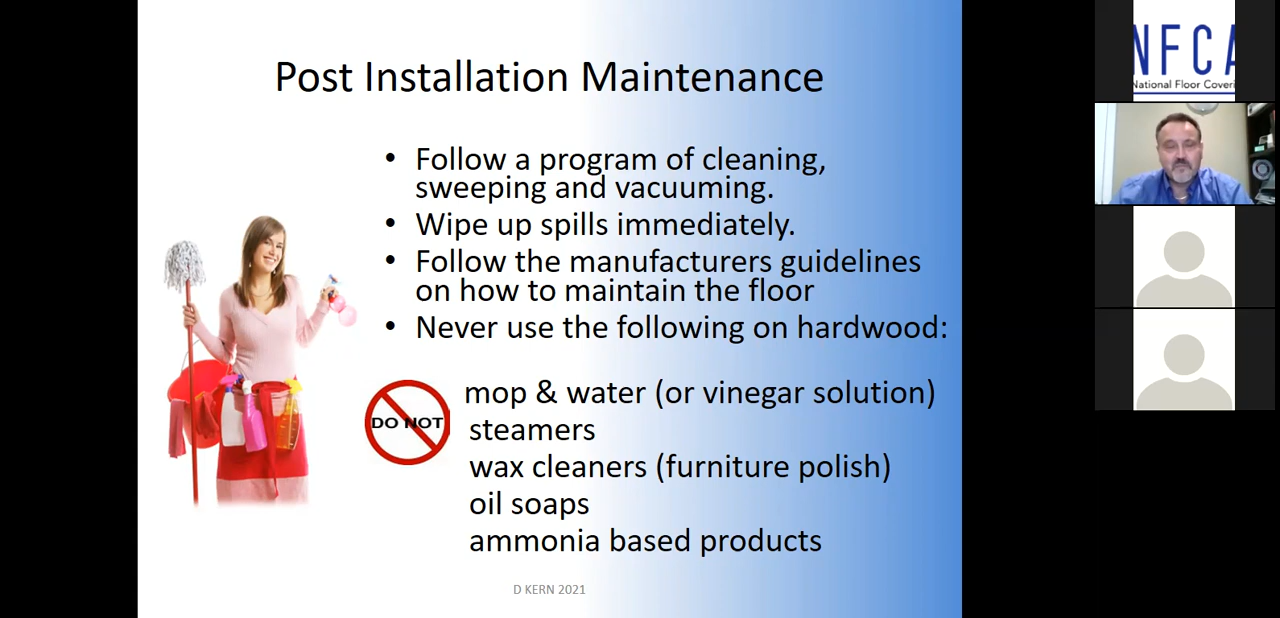 Post Installation Maintenance
• Follow a program of cleaning,
sweeping and vacuuming.
• Wipe up spills immediately.
• Follow the manufacturers guidelines
on how to maintain the floor
• Never use the following on hardwood:
DO NOT
mop & water (or vinegar solution)
steamers
wax cleaners (furniture polish)
oil soaps
ammonia based products
D KERN 2021
NFCA
National Floor Coveri